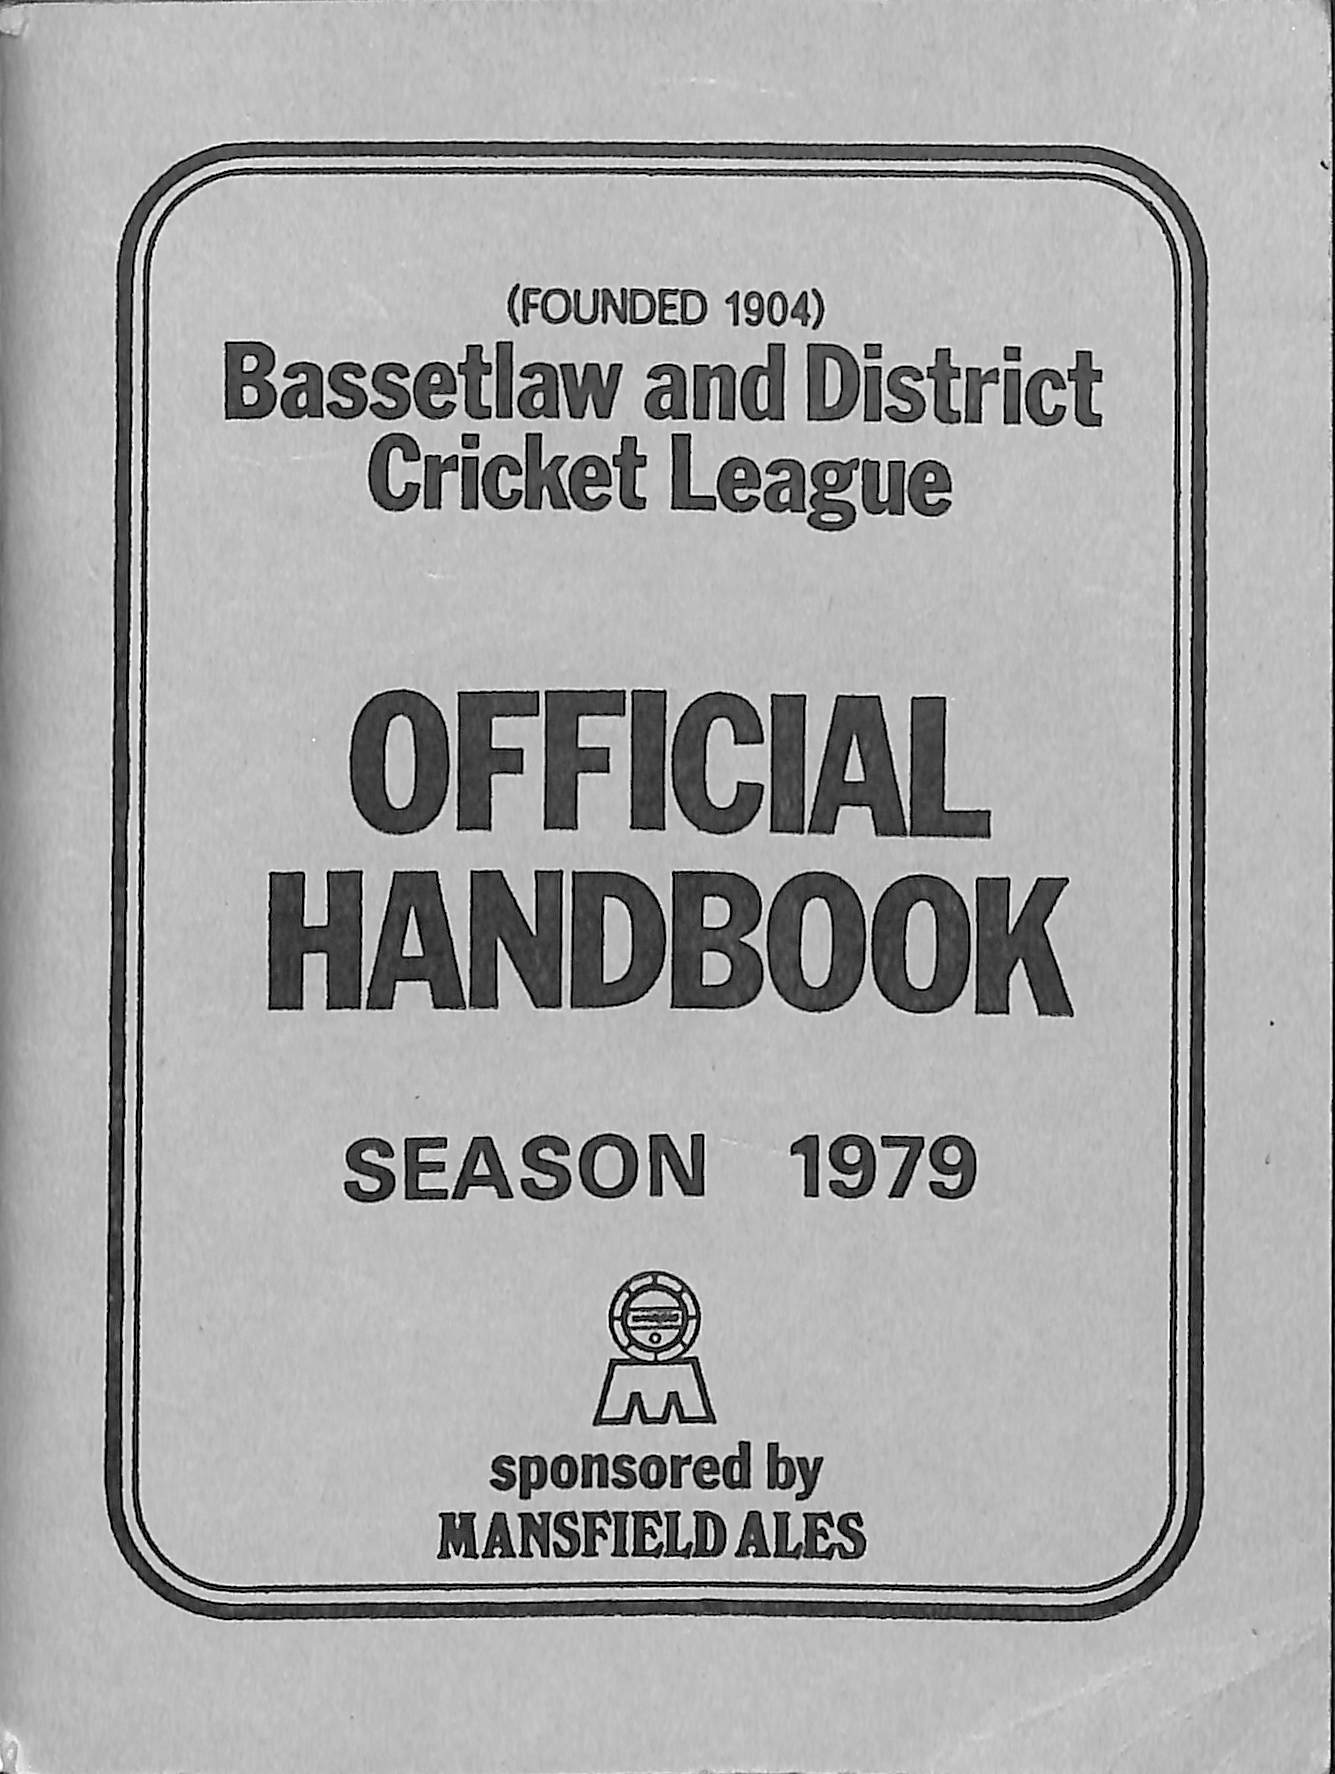 (FOUNDED 1904)
Bassetlaw and District
Cricket League
OFFICIAL
HANDBOOK
SEASON 1979
sponsored by
MANSFIELD ALES